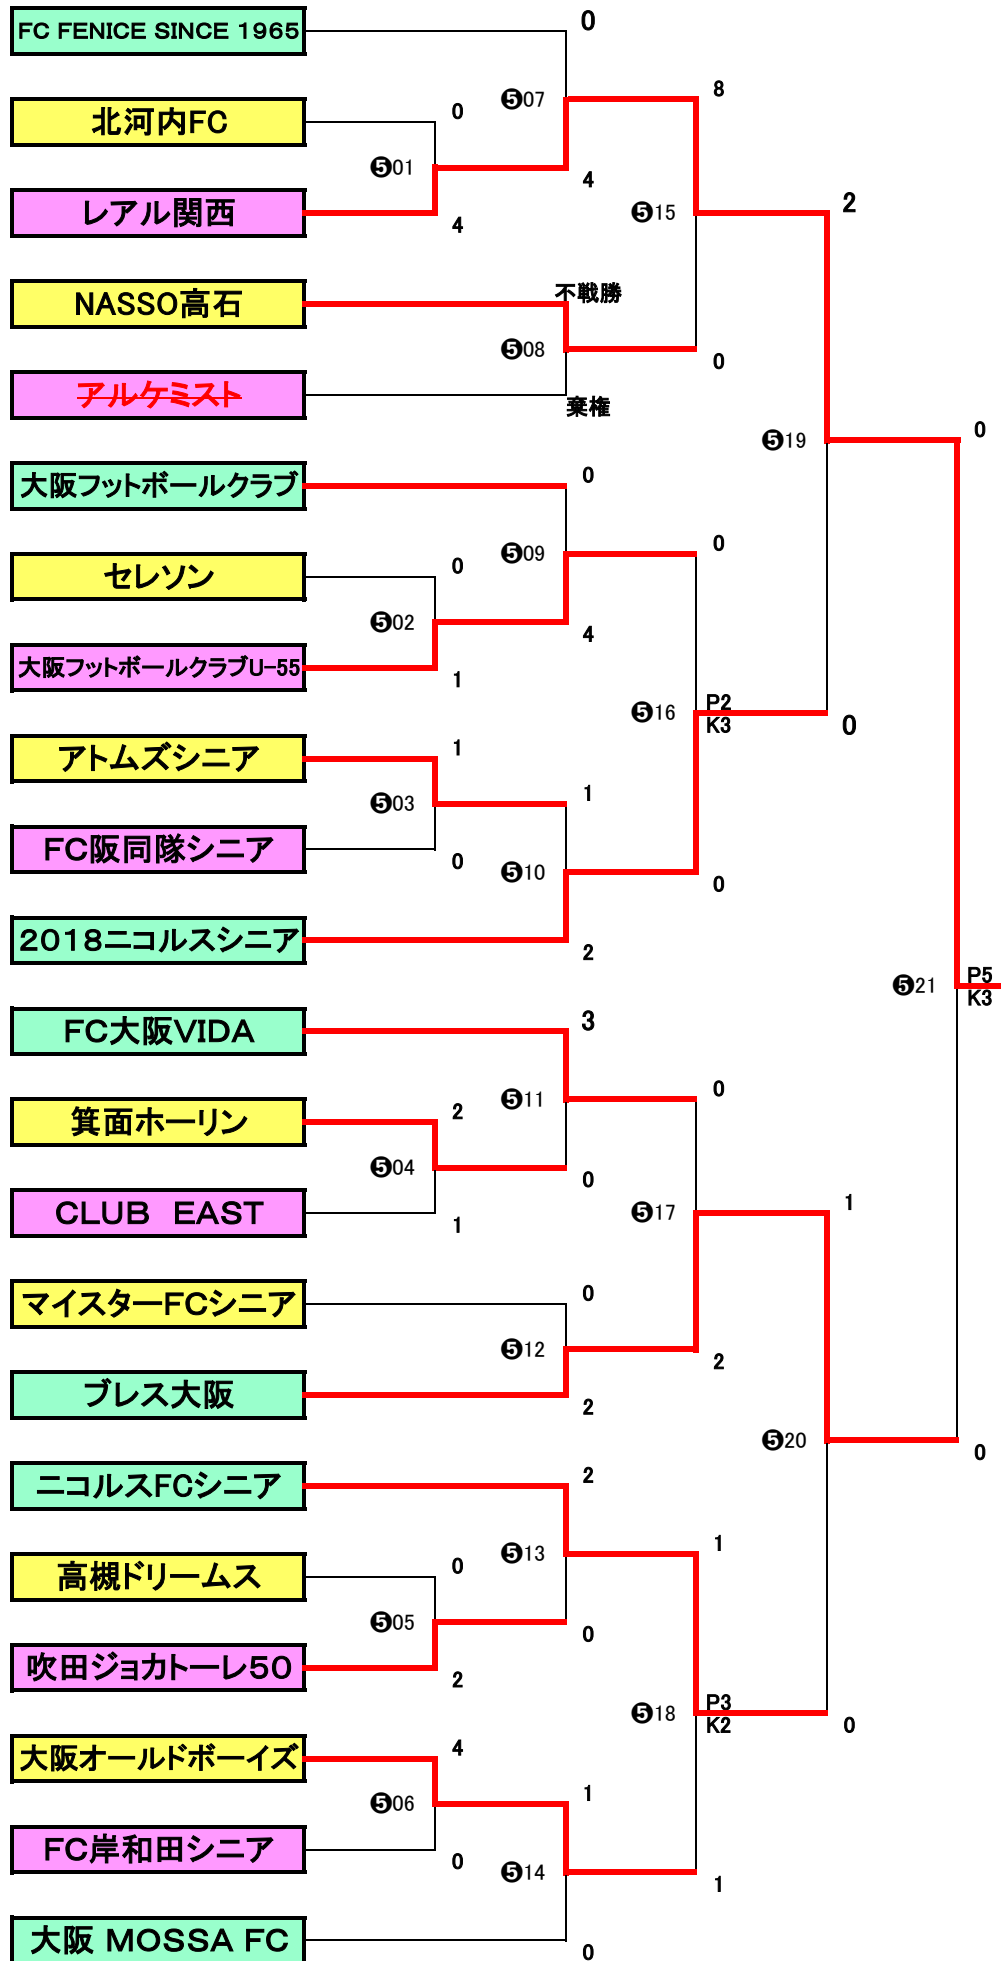 FC FENICE SINCE 1965
0
8
❺07
北河内FC
0
❺01
4
レアル関西
4
❺15
2
NASSO高石
不戦勝
❺08
0
アルケミスト
棄権
❺19
0
大阪フットボールクラブ
0
❺09
0
セレソン
0
❺02
4
大阪フットボールクラブU-55
1
❺16
P2
K3
0
アトムズシニア
1
❺03
1
FC阪同隊シニア
0
❺10
0
2018ニコルスシニア
2
❺21
P5
K3
FC大阪VIDA
3
❺11
0
箕面ホーリン
2
❺04
0
CLUB EAST
1
❺17
1
マイスターFCシニア
0
❺12
2
ブレス大阪
2
❺20
0
ニコルスFCシニア
2
❺13
1
高槻ドリームス
0
❺05
0
吹田ジョカトーレ50
2
❺18
P3
K2
0
大阪オールドボーイズ
4
❺06
1
FC岸和田シニア
0
❺14
1
大阪 MOSSA FC
0